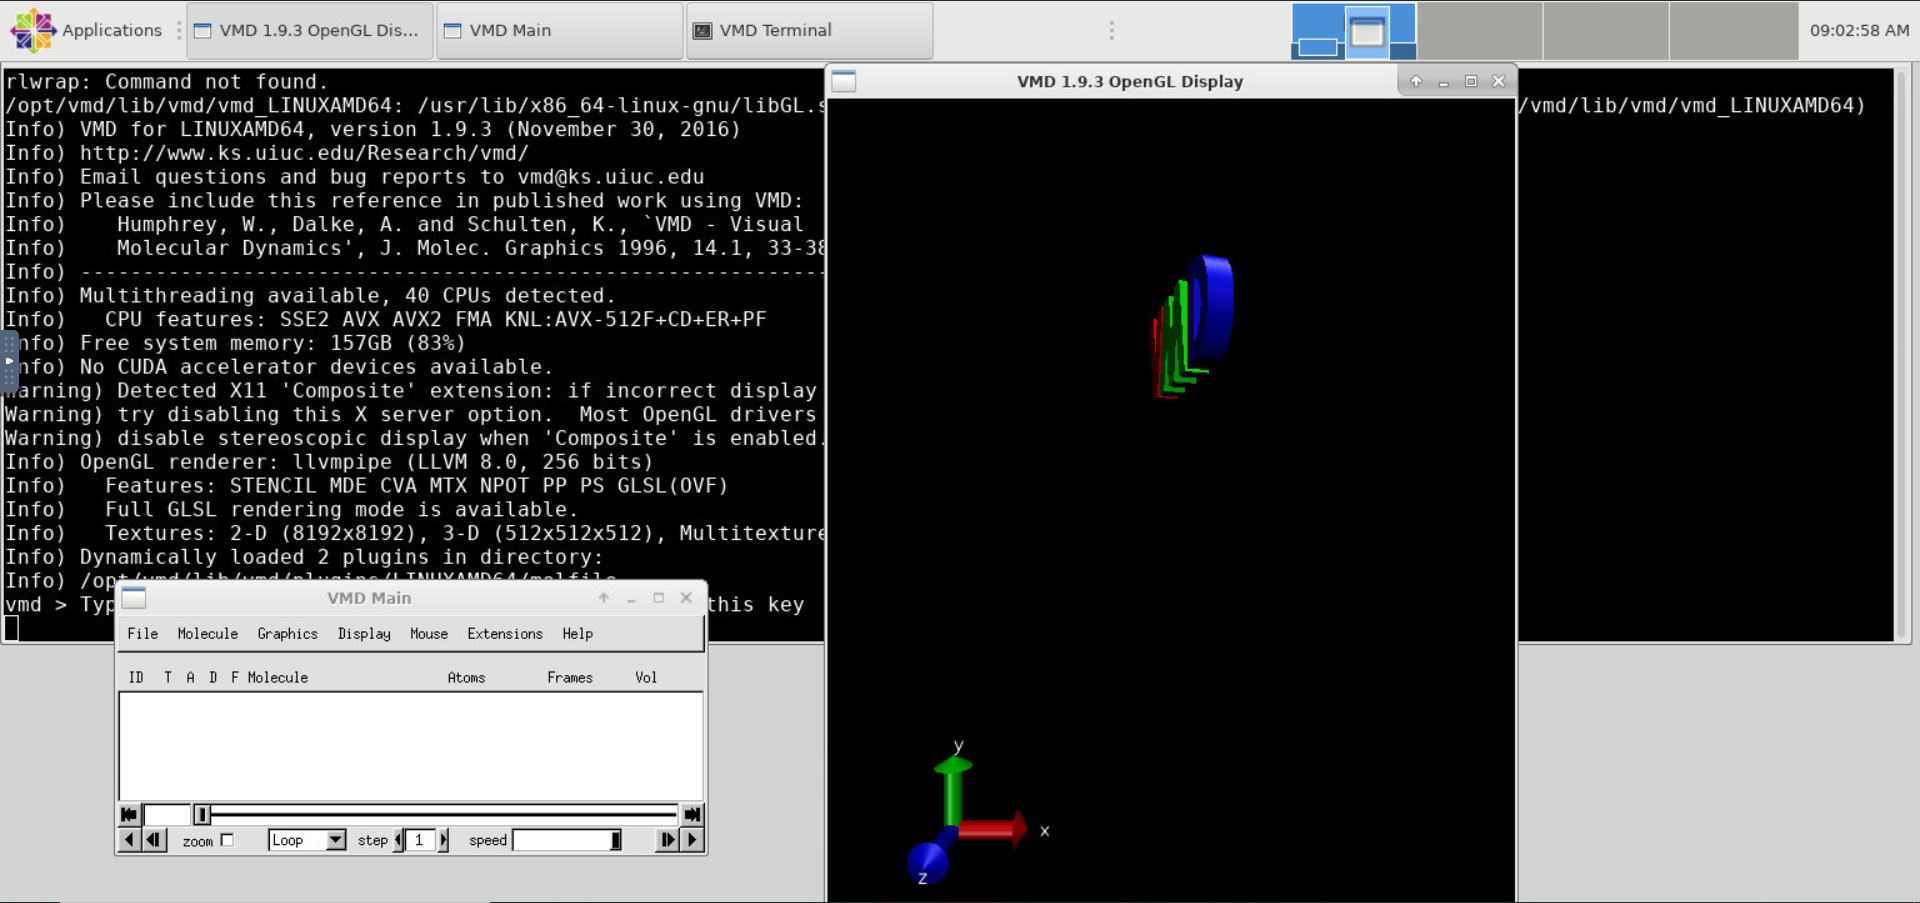 Applications
VMD 1.9.3 OpenGL Dis...
VMD Main
VMD Terminal
09:02:58 AM
rlwrap: Command not found.
/opt/vmd/lib/vmd/vmd_LINUXAMD64: /usr/lib/x86_64-linux-gnu/libGL.s
/vmd/lib/vmd/vmd_LINUXAMD64)
Info) VMD for LINUXAMD64, version 1.9.3 (November 30, 2016)
Info) http://www.ks.uiuc.edu/Research/vmd/
Info) Email questions and bug reports to vmd@ks.uiuc.edu
Info) Please include this reference in published work using VMD:
Info)    Humphrey, W., Dalke, A. and Schulten, K., `VMD - Visual
Info)    Molecular Dynamics', J. Molec. Graphics 1996, 14.1, 33-38
Info) ------------------------------------------------------------
Info) Multithreading available, 40 CPUs detected.
Info)   CPU features: SSE2 AVX AVX2 FMA KNL:AVX-512F+CD+ER+PF
nfo) Free system memory: 157GB (83%)
nfo) No CUDA accelerator devices available.
arning) Detected X11 'Composite' extension: if incorrect display
Warning) try disabling this X server option.  Most OpenGL drivers
Warning) disable stereoscopic display when 'Composite' is enabled.
Info) OpenGL renderer: llvmpipe (LLVM 8.0, 256 bits)
Info)   Features: STENCIL MDE CVA MTX NPOT PP PS GLSL(OVF)
Info)   Full GLSL rendering mode is available.
Info)   Textures: 2-D (8192x8192), 3-D (512x512x512), Multitexture
Info) Dynamically loaded 2 plugins in directory:
Info) /opt/vmd/lib/vmd/plugins/LINUXAMD64/molfile
vmd > Typ
this key
VMD Main
File Molecule Graphics Display Mouse Extensions Help
ID T A D F Molecule Atoms Frames Vol
zoom Loop step 1 speed
VMD 1.9.3 OpenGL Display
y
x
z